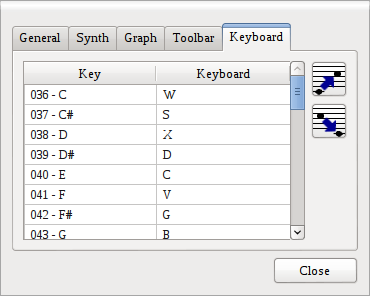 General Synth Graph Toolbar Keyboard
Key Keyboard
036 - C W
037 - C# S
038 - D X
039 - D# D
040 - E C
041 - F V
042 - F# G
043 - G B
Close